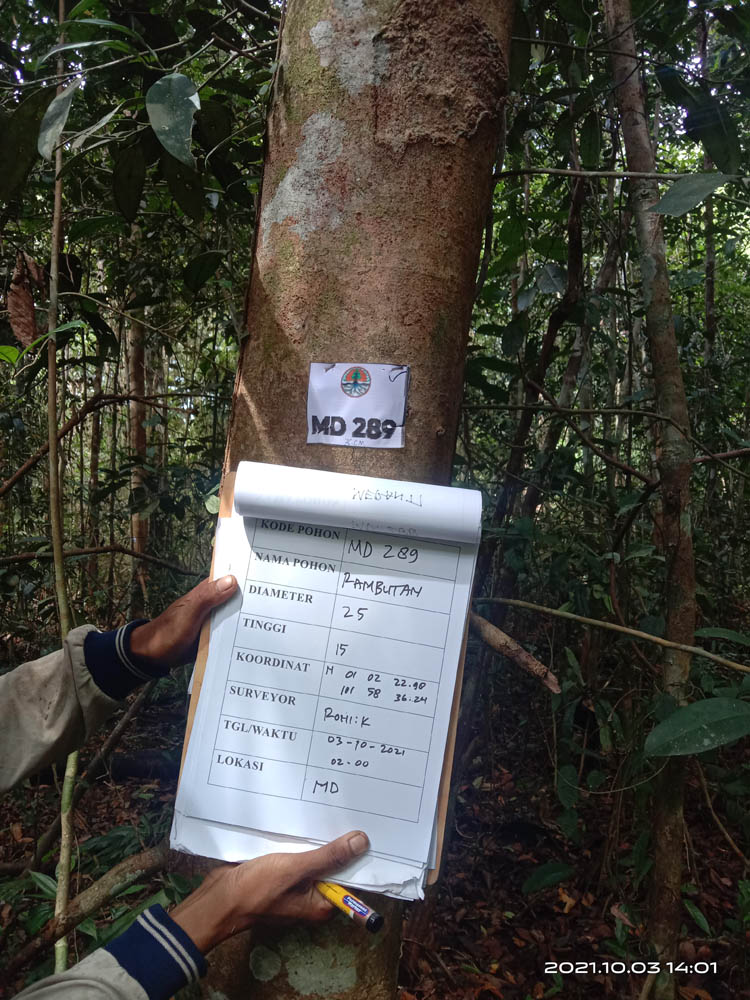 MD 289
KODE POHON MD 289
NAMA POHON RAMBUTAN
DIAMETER 25
TINGGI 15
KOORDINAT N 01 02 22.90
101 58 36.24
SURVEYOR ROHI:K
TGL/WAKTU 03-10-2021
02-00
LOKASI MD
2021.10.03 14:01